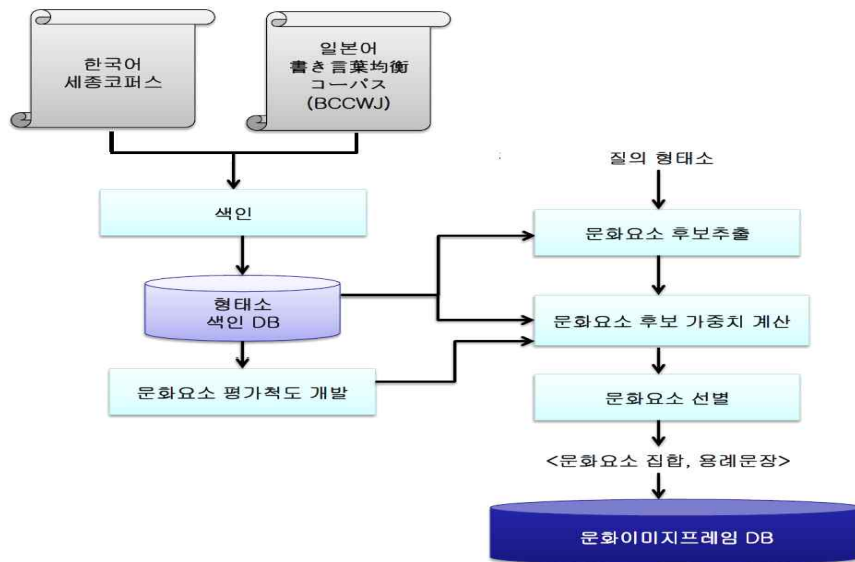 한국어
세종코퍼스
일본어
書き言葉均衡
コーパス
(BCCWJ)
질의 형태소
색인
문화요소 후보추출
형태소
색인 DB
문화요소 후보 가중치 계산
문화요소 평가척도 개발
문화요소 선별
<문화요소 집합, 용례문장>
문화이미지프레임 DB